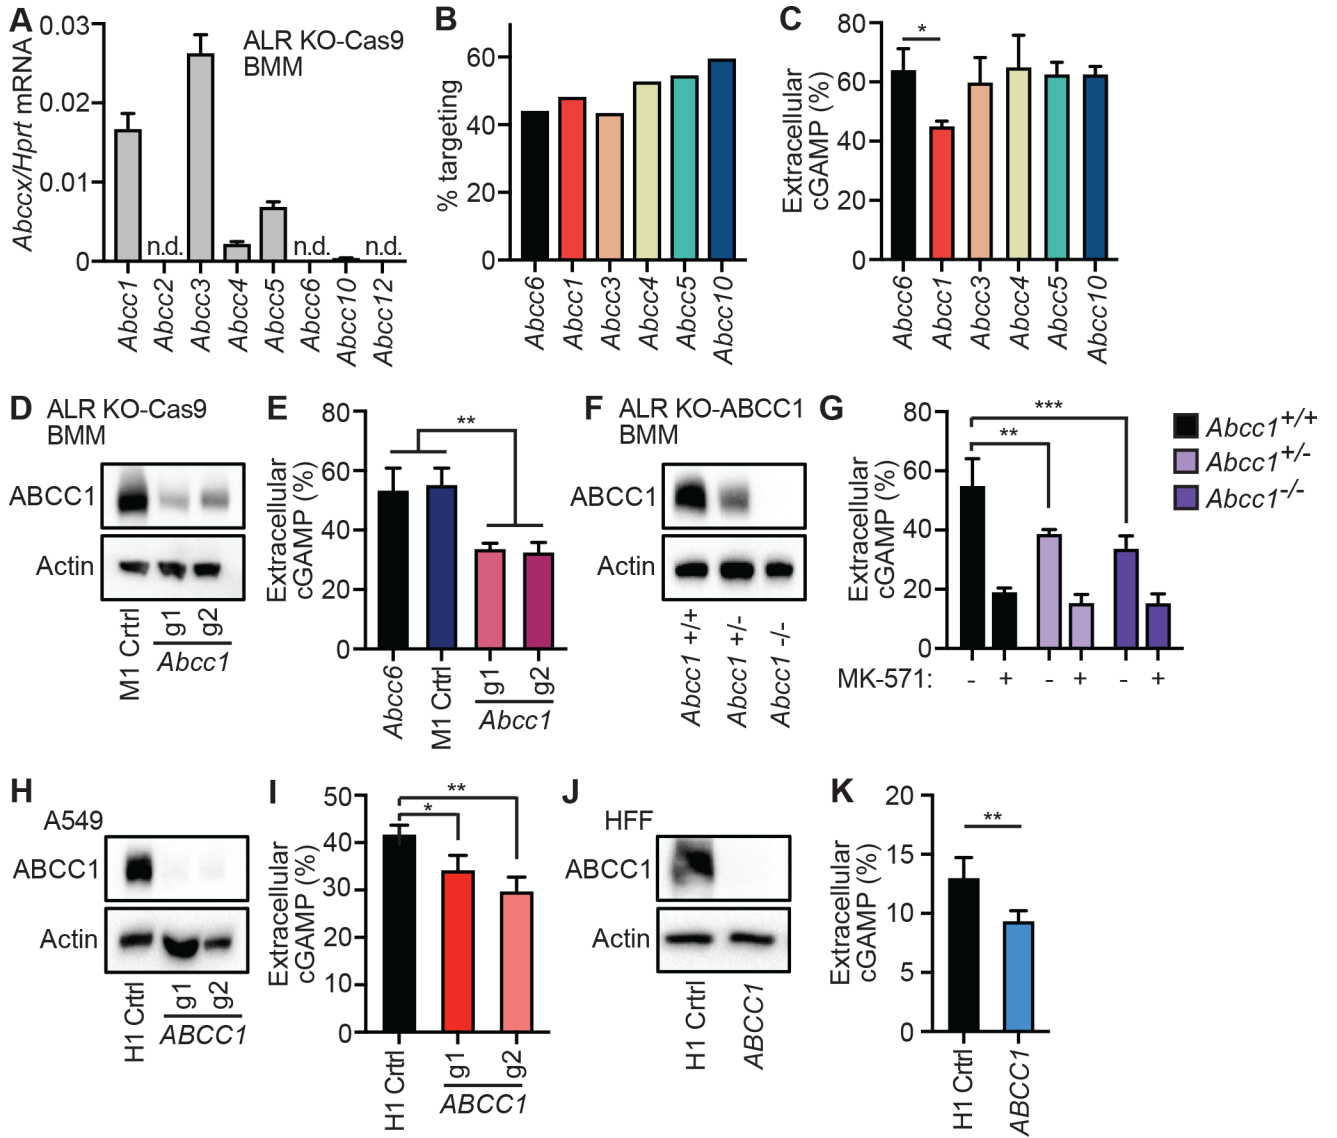 A
Abccx/Hprt mRNA
0.03
0.02
0.01
0
ALR KO-Cas9
BMM
n.d.
n.d.
n.d.
Abcc1
Abcc2
Abcc3
Abcc4
Abcc5
Abcc6
Abcc10
Abcc12
B
% targeting
60
40
20
0
Abcc6
Abcc1
Abcc3
Abcc4
Abcc5
Abcc10
C
Extracellular
cGAMP (%)
80
60
40
20
0
*
Abcc6
Abcc1
Abcc3
Abcc4
Abcc5
Abcc10
D
ALR KO-Cas9
BMM
ABCC1
Actin
M1 Crtrl
g1
g2
Abcc1
E
Extracellular
cGAMP (%)
80
60
40
20
0
**
Abcc6
M1 Crtrl
g1
g2
Abcc1
F
ALR KO-ABCC1
BMM
ABCC1
Actin
Abcc1 +/+
Abcc1 +/-
Abcc1 -/-
G
Extracellular
cGAMP (%)
80
60
40
20
0
***
**
MK-571: - + - + - +
Abcc1+/+
Abcc1+/-
Abcc1-/-
H
A549
ABCC1
Actin
H1 Crtrl
g1
g2
ABCC1
I
Extracellular
cGAMP (%)
50
40
30
20
10
0
**
*
H1 Crtrl
g1
g2
ABCC1
J
HFF
ABCC1
Actin
H1 Crtrl
ABCC1
K
Extracellular
cGAMP (%)
20
15
10
5
0
**
H1 Crtrl
ABCC1